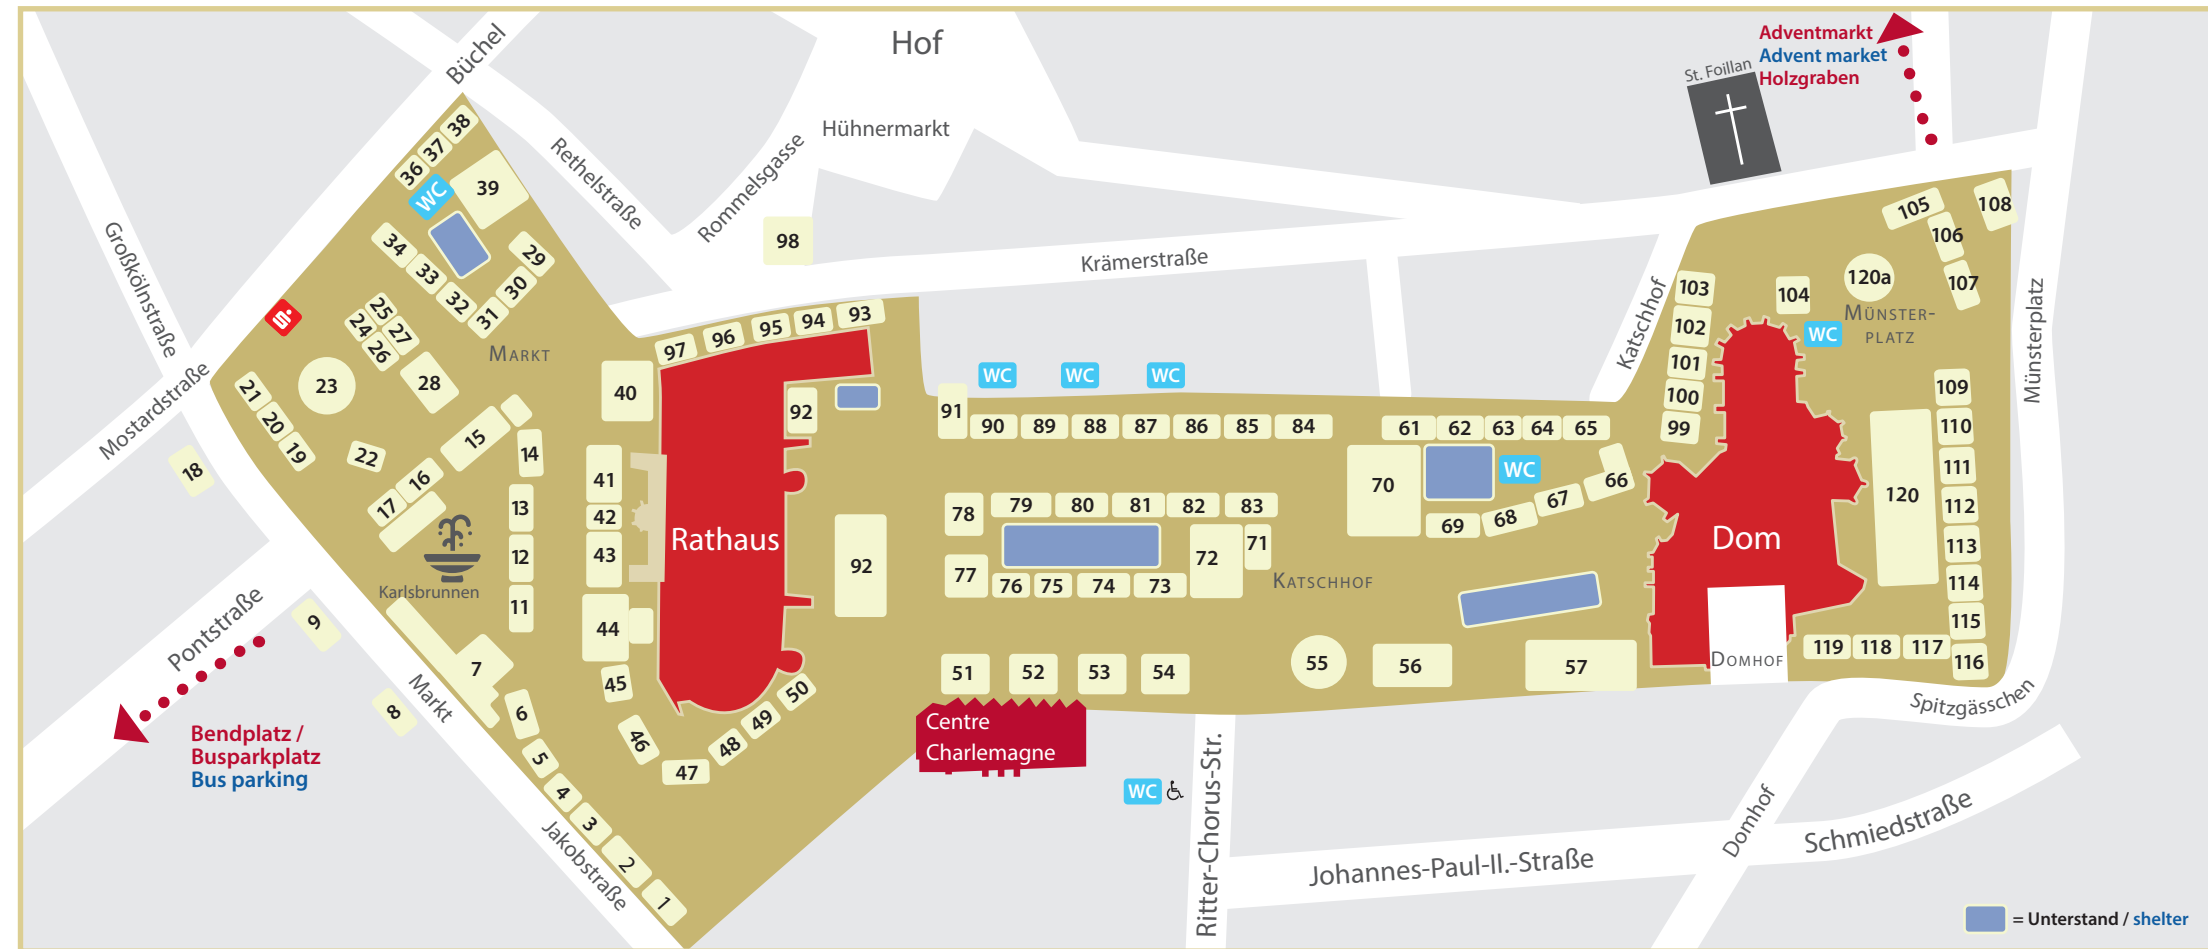 Hof
Büchel
Hühnermarkt
Rethelstraße
Rommelsgasse
Großkölnstraße
Mostardstraße
Krämerstraße
St. Foillan
Adventmarkt
Advent market
Holzgraben
Katschhof
Münsterplatz
38
37
36
WC
39
34
33
32
31
30
29
25
24
27
26
28
23
21
20
19
22
18
MARKT
15
14
16
17
13
12
11
Karlsbrunnen
Pontstraße
9
8
7
6
5
4
3
2
1
Markt
Jakobstraße
Bendplatz /
Busparkplatz
Bus parking
98
97
96
95
94
93
40
41
42
43
44
45
46
47
48
49
50
Rathaus
92
92
WC
WC
WC
91
90
89
88
87
86
85
84
78
79
80
81
82
83
77
76
75
74
73
72
71
KATSCHHOF
51
52
53
54
55
56
57
Centre
Charlemagne
WC
Ritter-Chorus-Str.
Johannes-Paul-II.-Straße
61
62
63
64
65
70
WC
66
67
68
69
103
102
101
100
99
104
120a
MÜNSTER-
PLATZ
WC
105
106
107
108
Dom
DOMHOF
120
109
110
111
112
113
114
115
116
117
118
119
Spitzgässchen
Domhof
Schmiedstraße
= Unterstand / shelter